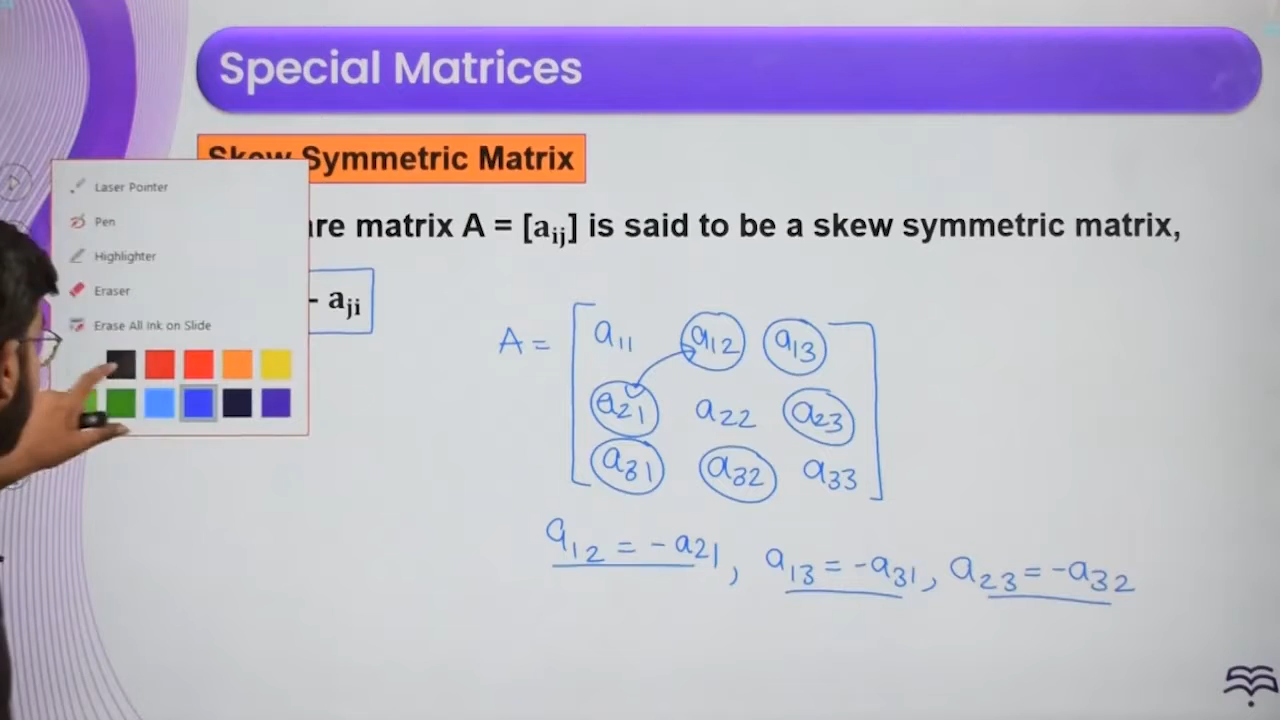 Special Matrices
Skew Symmetric Matrix
are matrix A = [aij] is said to be a skew symmetric matrix,
- aji
Laser Pointer
Pen
Highlighter
Eraser
Erase All Ink on Slide
A = [ a11 a12 a13
a21 a22 a23
a31 a32 a33 ]
a12 = -a21, a13 = -a31, a23 = -a32